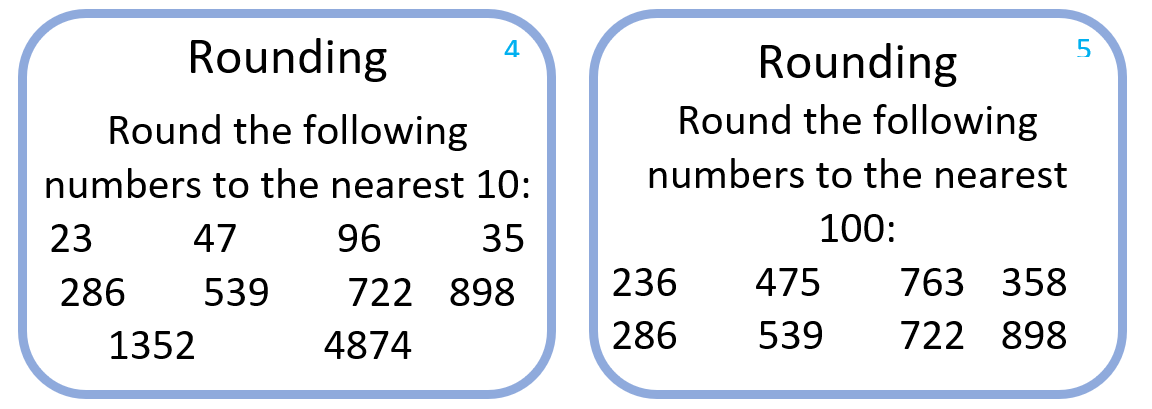 Rounding 4
Round the following
numbers to the nearest 10:
23 47 96 35
286 539 722 898
1352 4874
Rounding 5
Round the following
numbers to the nearest
100:
236 475 763 358
286 539 722 898